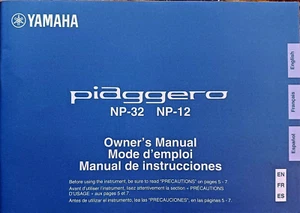 YAMAHA
piaggero
NP-32 NP-12
Owner's Manual
Mode d'emploi
Manual de instrucciones
Before using the instrument, be sure to read "PRECAUTIONS" on pages 5 - 7.
Avant d'utiliser l'instrument, lisez attentivement la section « PRÉCAUTIONS
D'USAGE » aux pages 5 et 7.
Antes de utilizar el instrumento, lea las "PRECAUCIONES", en las páginas 5 - 7.
English
Français
Español
EN
FR
ES